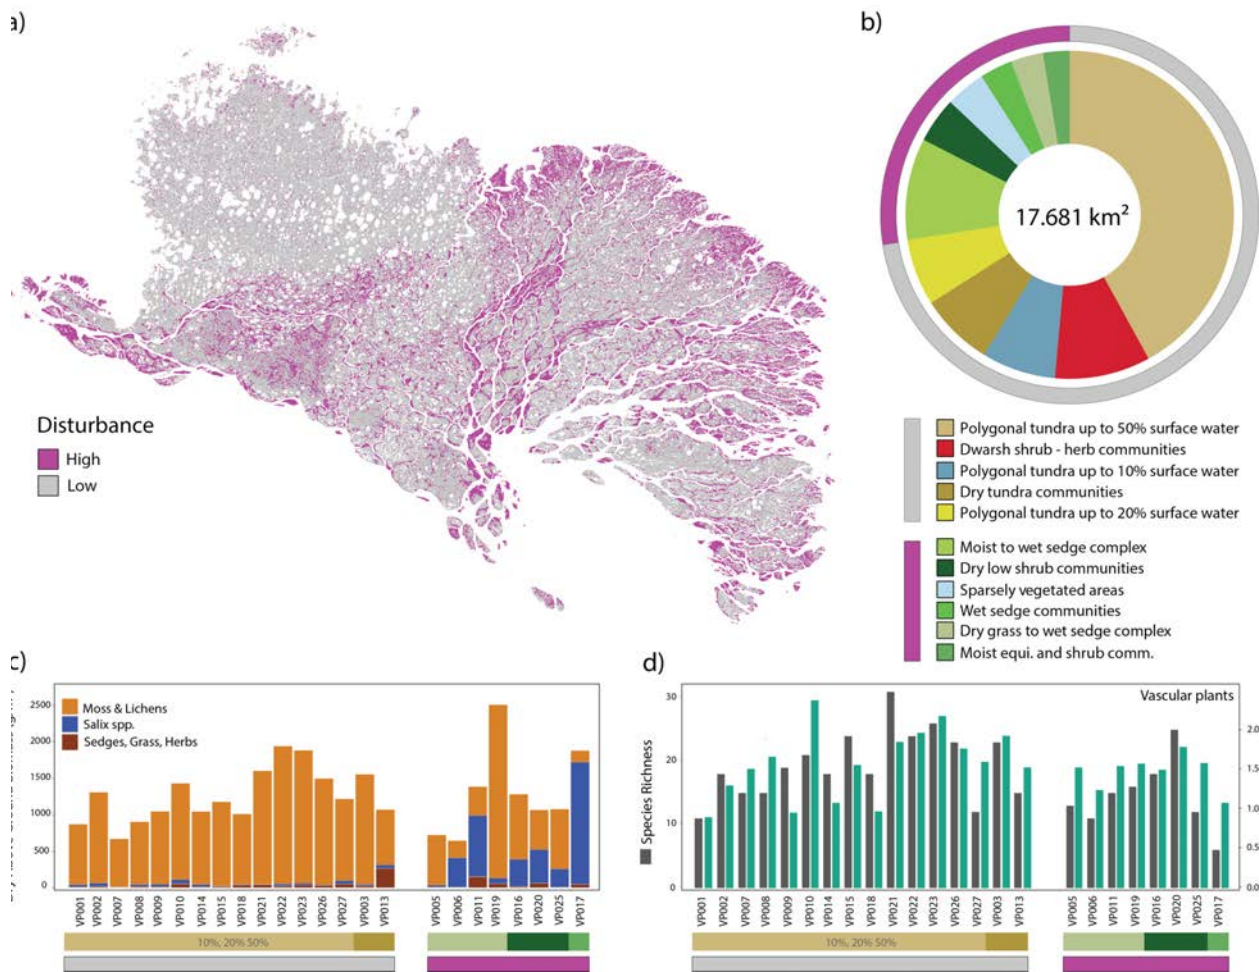 a)
b)
17.681 km²
Disturbance
High
Low
Polygonal tundra up to 50% surface water
Dwarsh shrub - herb communities
Polygonal tundra up to 10% surface water
Dry tundra communities
Polygonal tundra up to 20% surface water
Moist to wet sedge complex
Dry low shrub communities
Sparsely vegetated areas
Wet sedge communities
Dry grass to wet sedge complex
Moist equi. and shrub comm.
c)
2500
2000
1500
1000
500
0
Moss & Lichens
Salix spp.
Sedges, Grass, Herbs
VP001
VP002
VP007
VP008
VP009
VP010
VP014
VP015
VP018
VP021
VP022
VP023
VP026
VP027
VP003
VP013
VP005
VP006
VP011
VP019
VP016
VP020
VP025
VP017
10%; 20% 50%
d)
Vascular plants
Species Richness
30
20
10
0
2.0
1.5
1.0
0.5
0.0
VP001
VP002
VP007
VP008
VP009
VP010
VP014
VP015
VP018
VP021
VP022
VP023
VP026
VP027
VP003
VP013
VP005
VP006
VP011
VP019
VP016
VP020
VP025
VP017
10%; 20% 50%